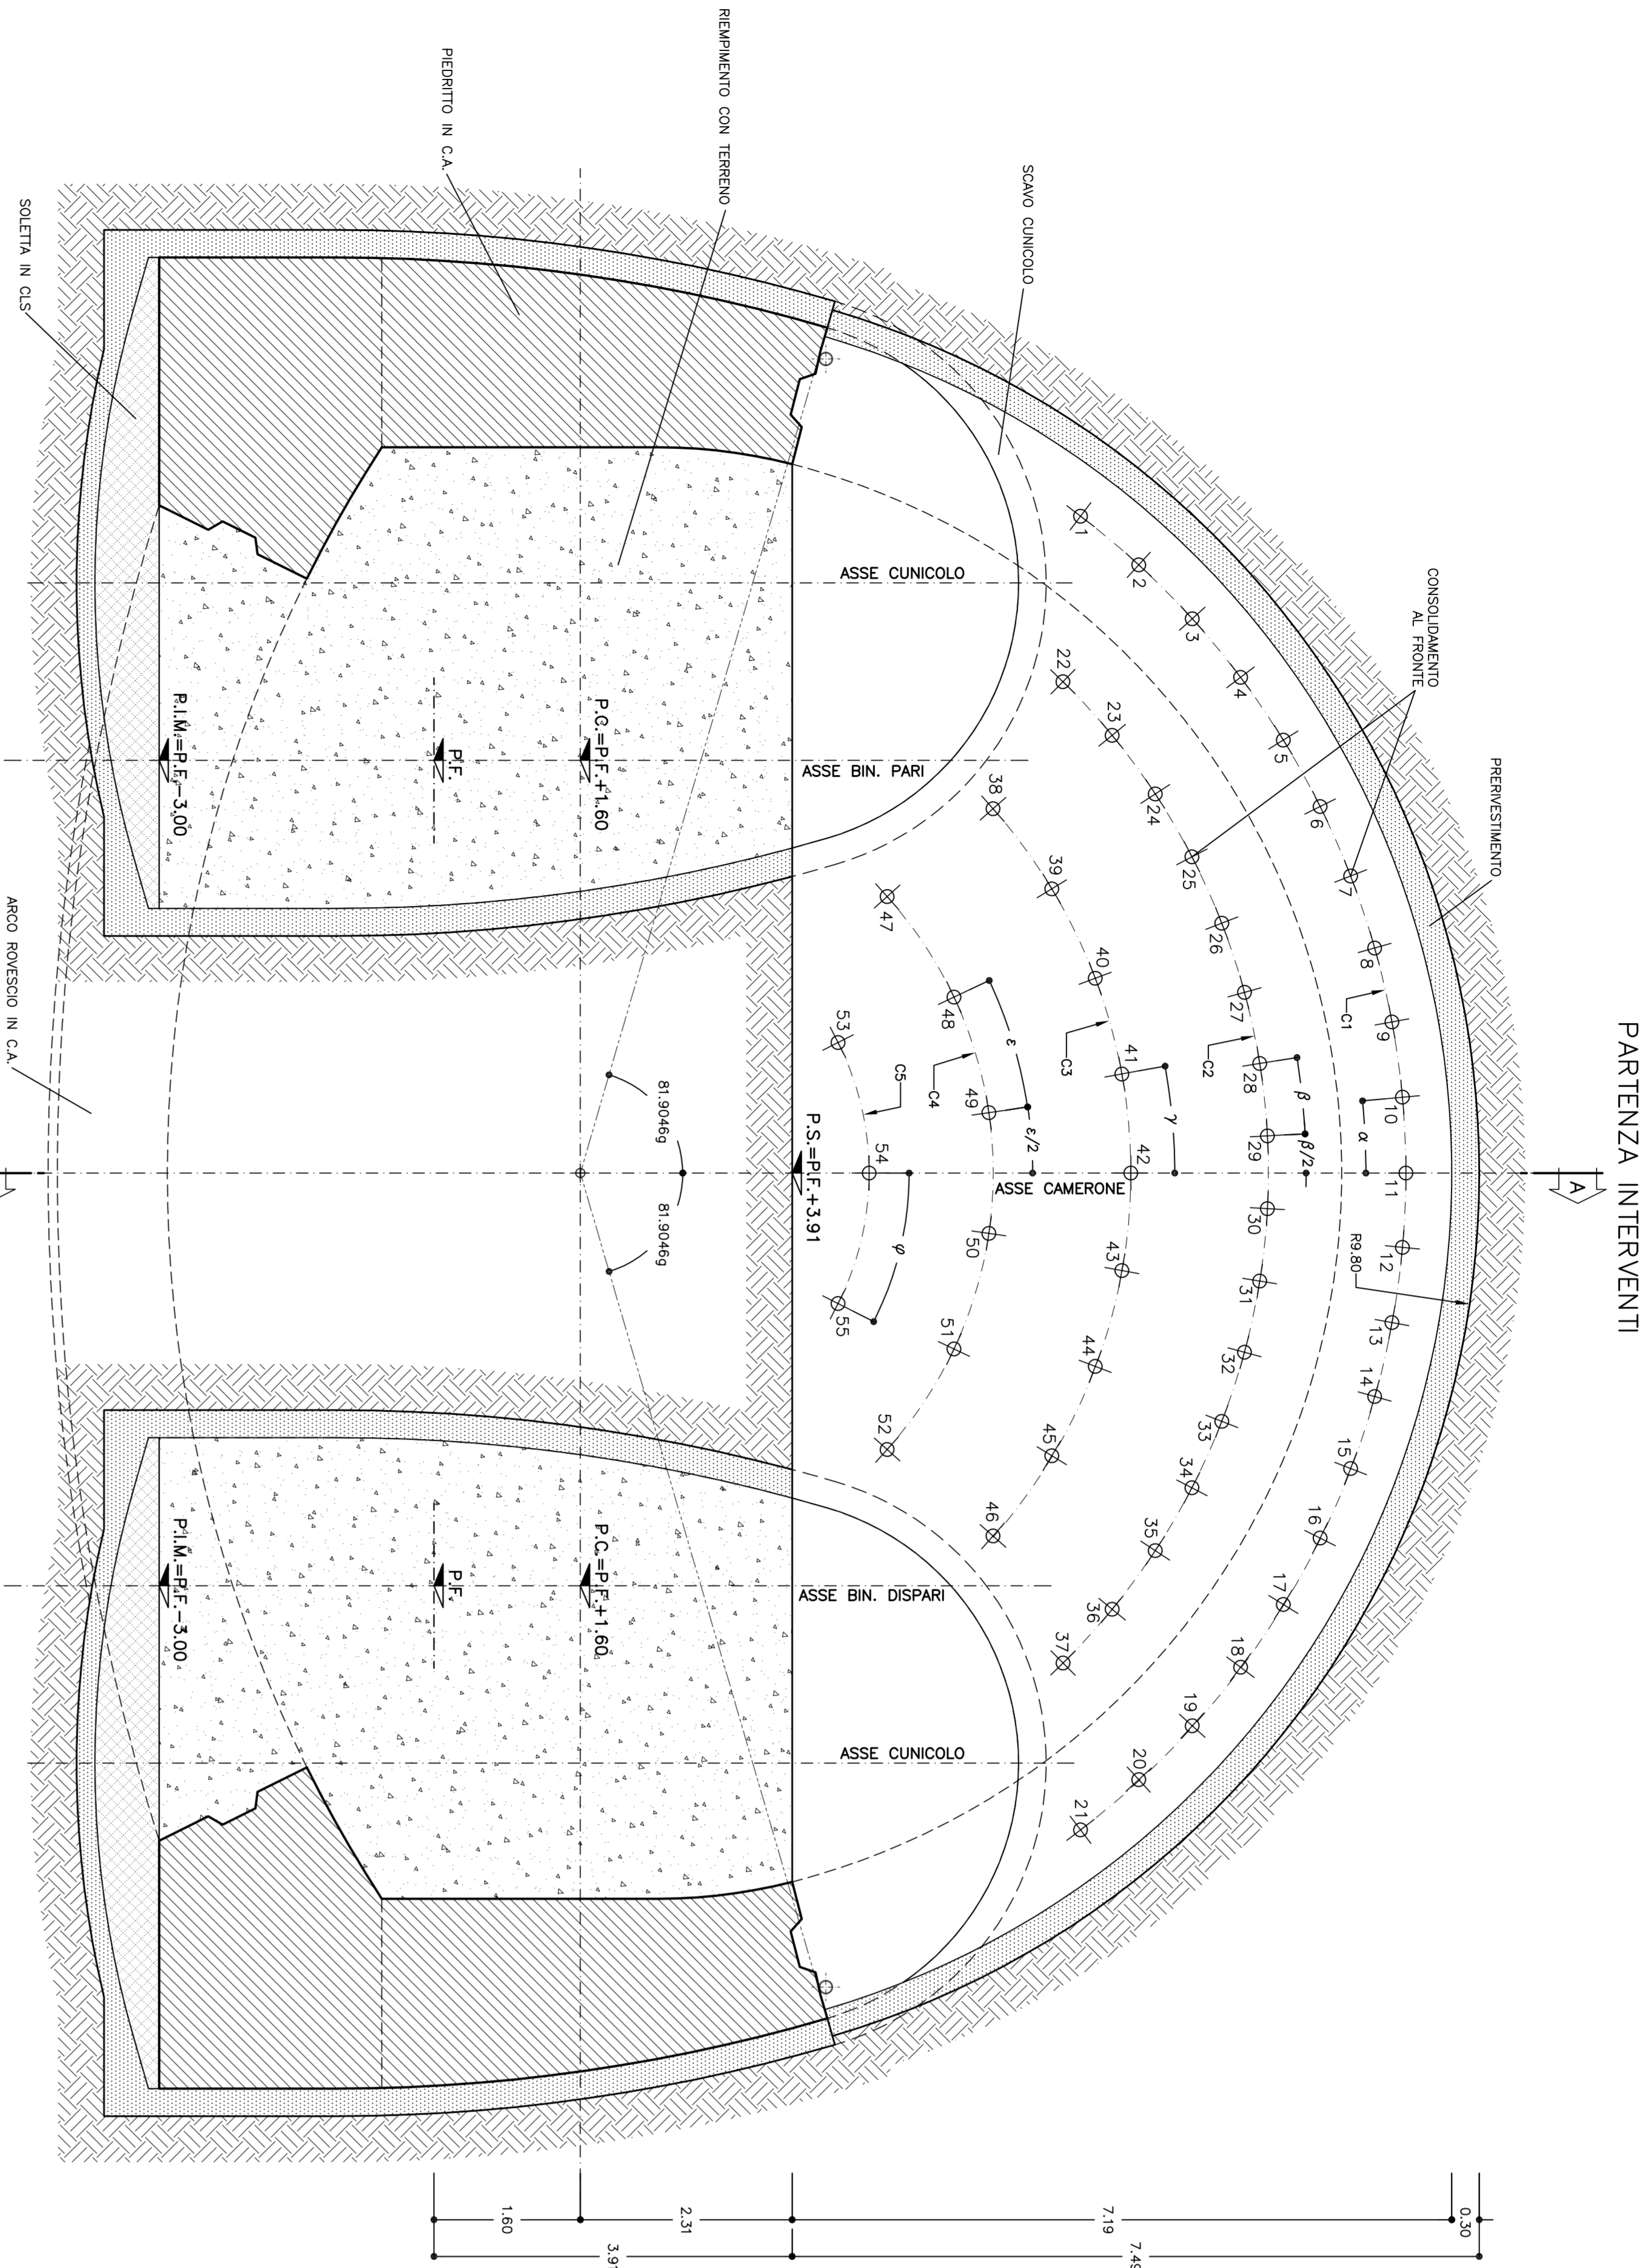 PARTENZA INTERVENTI
A
PRERIVESTIMENTO
CONSOLIDAMENTO
AL FRONTE
SCAVO CUNICOLO
RIEMPIMENTO CON TERRENO
PIEDRITTO IN C.A.
SOLETTA IN CLS
ARCO ROVESCIO IN C.A.
R9.80
1
2
3
4
5
6
7
8
9
10
11
12
13
14
15
16
17
18
19
20
21
C1
α
22
23
24
25
26
27
28
29
30
31
32
33
34
35
36
37
C2
β
β/2
38
39
40
41
42
43
44
45
46
C3
γ
47
48
49
50
51
52
C4
ε
ε/2
53
54
55
C5
φ
ASSE CAMERONE
ASSE CUNICOLO
ASSE BIN. PARI
ASSE BIN. DISPARI
ASSE CUNICOLO
P.S.=P.F.+3.91
P.C.=P.F.+1.60
P.F.
P.I.M.=P.F.-3.00
81.9046g
81.9046g
P.C.=P.F.+1.60
P.F.
P.I.M.=P.F.-3.00
0.30
7.19
2.31
1.60
7.49